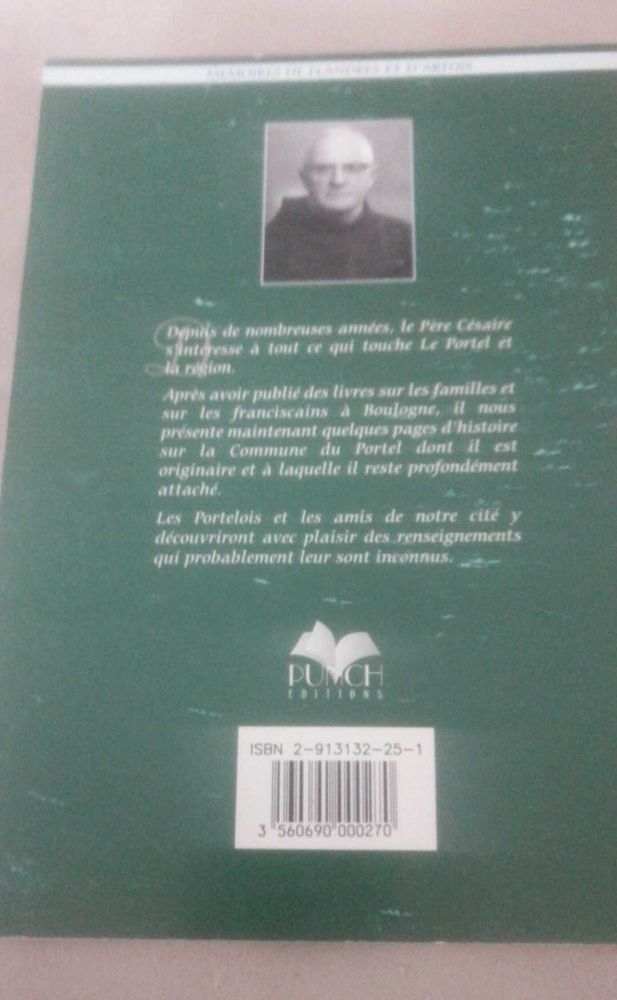 MEMOIRES DE FLANDRES ET D'ARTOIS
Depuis de nombreuses années, le Père Césaire
s'intéresse à tout ce qui touche Le Portel et
la région.
Après avoir publié des livres sur les familles et
sur les franciscains à Boulogne, il nous
présente maintenant quelques pages d'histoire
sur la Commune du Portel dont il est
originaire et à laquelle il reste profondément
attaché.
Les Portelois et les amis de notre cité y
découvriront avec plaisir des renseignements
qui probablement leur sont inconnus.
PUNCH
EDITIONS
ISBN 2-913132-25-1
3 560690 000270